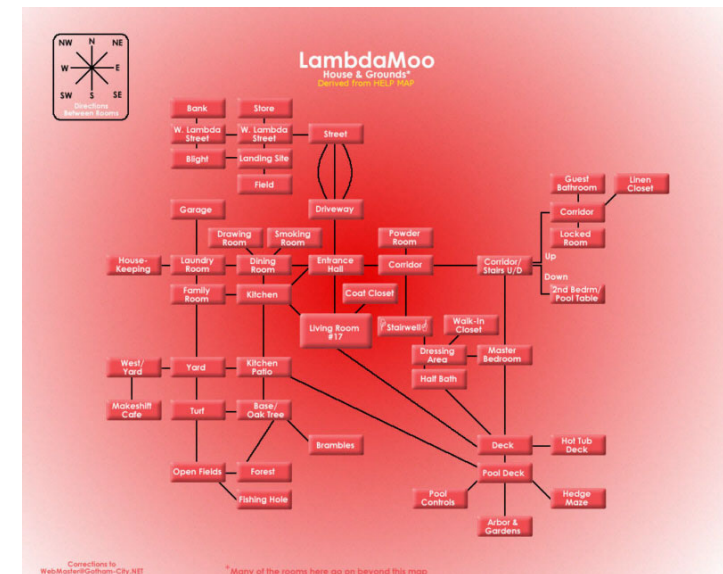 NW N NE
W E
SW S SE
Directions
Between Rooms
LambdaMoo
House & Grounds*
Derived from HELP MAP
Bank
Store
*W. Lambda
Street
*W. Lambda
Street
Street
Blight
Landing Site
Field
Garage
Driveway
Drawing
Room
Smoking
Room
Powder
Room
Guest
Bathroom
Linen
Closet
Corridor
Locked
Room
House-
Keeping
Laundry
Room
Dining
Room
Entrance
Hall
Corridor
Corridor/
Stairs U/D
Up
Down
*2nd Bedrm/
Pool Table
Family
Room
Kitchen
Coat Closet
Living Room
#17
Stairwell
Walk-In
Closet
Dressing
Area
Master
Bedroom
Half Bath
West/
Yard
Yard
Kitchen
Patio
Makeshift
Cafe
Turf
Base/
Oak Tree
Brambles
Deck
Hot Tub
Deck
Open Fields
Forest
Pool Deck
Fishing Hole
Pool
Controls
Hedge
Maze
Arbor &
Gardens
Corrections to
WebMaster@Gotham-City.NET
*Many of the rooms here go on beyond this map.